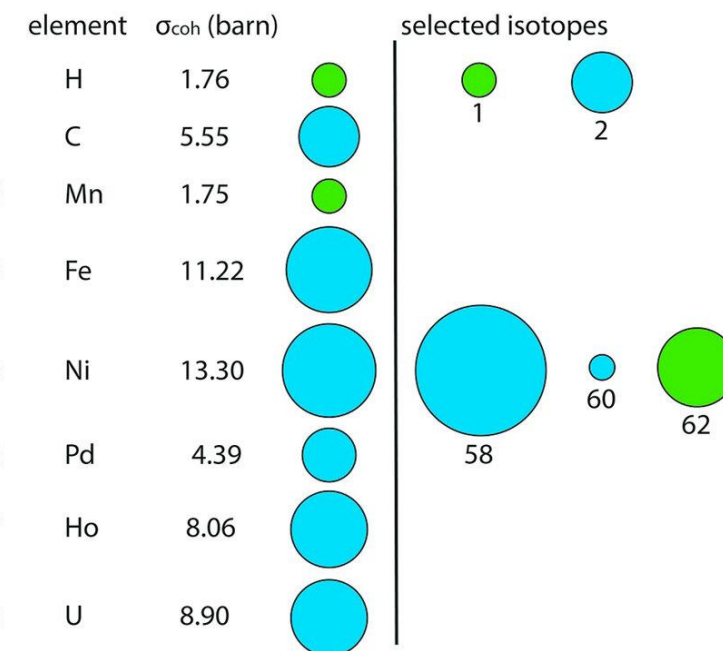 element σcoh (barn) selected isotopes
H 1.76
1 2
C 5.55
Mn 1.75
Fe 11.22
Ni 13.30
58 60 62
Pd 4.39
Ho 8.06
U 8.90